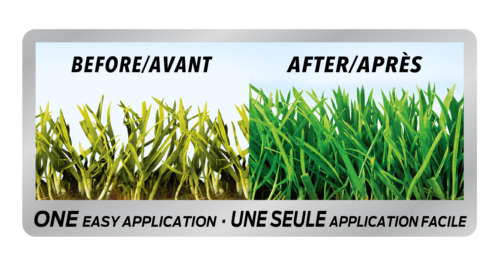 BEFORE/AVANT
AFTER/APRÈS
ONE EASY APPLICATION · UNE SEULE APPLICATION FACILE